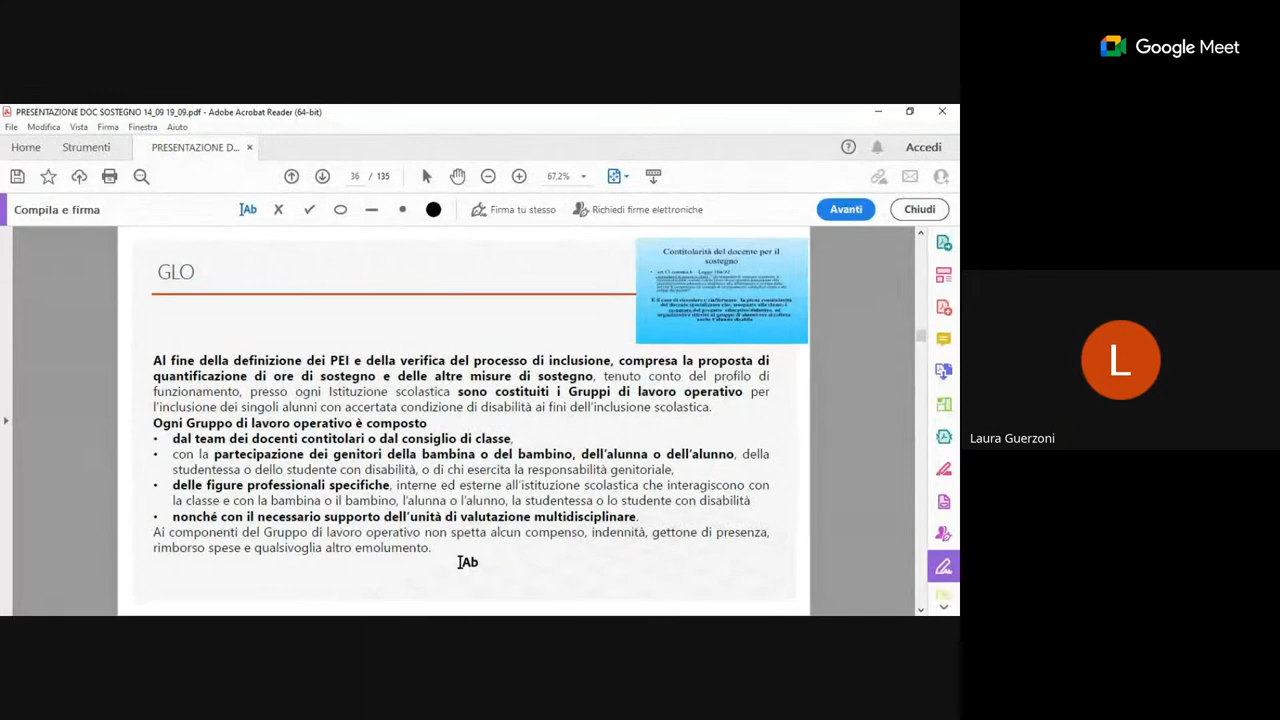 Google Meet
PRESENTAZIONE DOC SOSTEGNO 14_09 19_09.pdf - Adobe Acrobat Reader (64-bit)
File Modifica Vista Firma Finestra Aiuto
Home Strumenti PRESENTAZIONE D... × Accedi
36 / 135 67,2%
Compila e firma Ab Firma tu stesso Richiedi firme elettroniche Avanti Chiudi
Contitolarità del docente per il
sostegno
GLO
Al fine della definizione dei PEI e della verifica del processo di inclusione, compresa la proposta di
quantificazione di ore di sostegno e delle altre misure di sostegno, tenuto conto del profilo di
funzionamento, presso ogni Istituzione scolastica sono costituiti i Gruppi di lavoro operativo per
l'inclusione dei singoli alunni con accertata condizione di disabilità ai fini dell'inclusione scolastica.
Ogni Gruppo di lavoro operativo è composto
• dal team dei docenti contitolari o dal consiglio di classe,
• con la partecipazione dei genitori della bambina o del bambino, dell'alunna o dell'alunno, della
studentessa o dello studente con disabilità, o di chi esercita la responsabilità genitoriale,
• delle figure professionali specifiche, interne ed esterne all'istituzione scolastica che interagiscono con
la classe e con la bambina o il bambino, l'alunna o l'alunno, la studentessa o lo studente con disabilità
• nonché con il necessario supporto dell'unità di valutazione multidisciplinare.
Ai componenti del Gruppo di lavoro operativo non spetta alcun compenso, indennità, gettone di presenza,
rimborso spese e qualsivoglia altro emolumento.
Ab
L
Laura Guerzoni